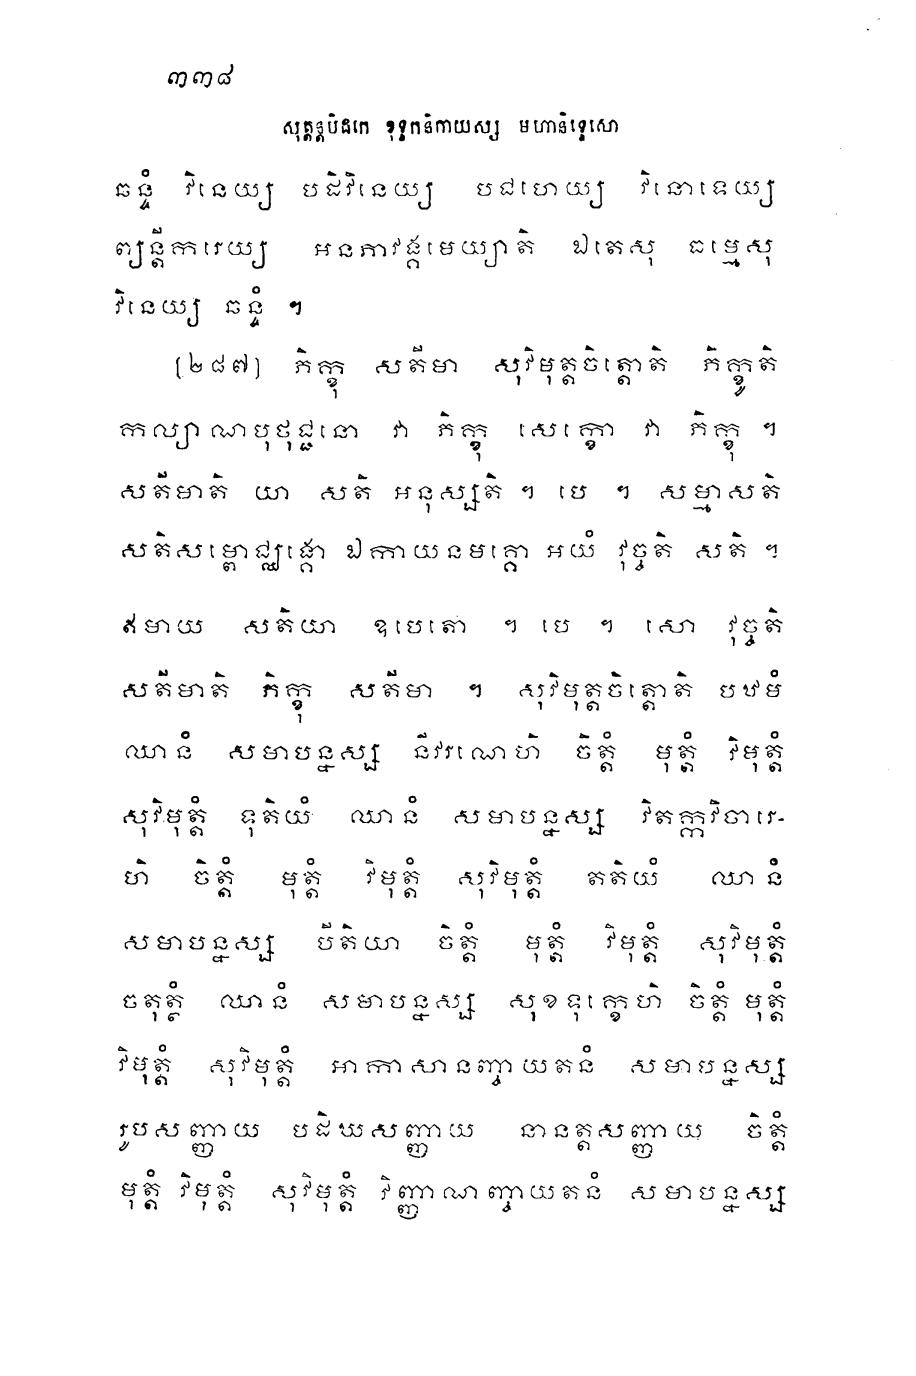 ៣៣៨
សុត្តន្តបិដកេ ខុទ្ទកនិកាយស្ស មហានិទ្ទេសោ
ឆន្ទំ វិនេយ្យ បដិវិនេយ្យ បជហេយ្យ វិនោទេយ្យ
ព្យន្តីករេយ្យ អនភាវង្គមេយ្យាតិ ឯតេសុ ធម្មេសុ
វិនេយ្យ ឆន្ទំ ។
[២៨៧] ភិក្ខុ សតីមា សុវិមុត្តចិត្តោតិ ភិក្ខូតិ
កល្យាណបុថុជ្ជនោ វា ភិក្ខុ សេក្ខោ វា ភិក្ខុ ។
សតីមាតិ យា សតិ អនុស្សតិ ។ បេ ។ សម្មាសតិ
សតិសម្ពោជ្ឈង្គោ ឯកាយនមគ្គោ អយំ វុច្ចតិ សតិ ។
ឥមាយ សតិយា ឧបេតោ ។ បេ ។ សោ វុច្ចតិ
សតីមាតិ ភិក្ខុ សតីមា ។ សុវិមុត្តចិត្តោតិ បឋមំ
ឈានំ សមាបន្នស្ស នីវរណេហិ ចិត្តំ មុត្តំ វិមុត្តំ
សុវិមុត្តំ ទុតិយំ ឈានំ សមាបន្នស្ស វិតក្កវិចារេ-
ហិ ចិត្តំ មុត្តំ វិមុត្តំ សុវិមុត្តំ តតិយំ ឈានំ
សមាបន្នស្ស បីតិយា ចិត្តំ មុត្តំ វិមុត្តំ សុវិមុត្តំ
ចតុត្ថំ ឈានំ សមាបន្នស្ស សុខទុក្ខេហិ ចិត្តំ មុត្តំ
វិមុត្តំ សុវិមុត្តំ អាកាសានញ្ចាយតនំ សមាបន្នស្ស
រូបសញ្ញាយ បដិឃសញ្ញាយ នានត្តសញ្ញាយ ចិត្តំ
មុត្តំ វិមុត្តំ សុវិមុត្តំ វិញ្ញាណញ្ចាយតនំ សមាបន្នស្ស